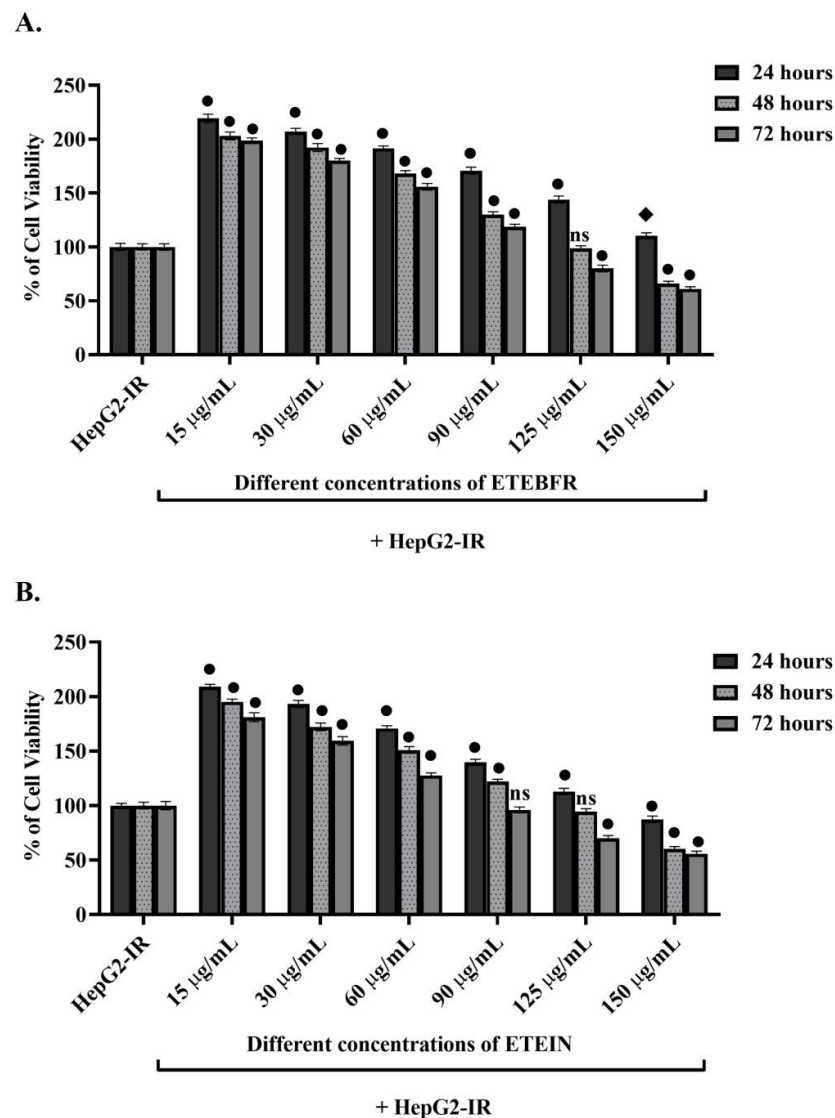 A.
250
200
150
100
50
0
% of Cell Viability
24 hours
48 hours
72 hours
ns
HepG2-IR
15 µg/mL
30 µg/mL
60 µg/mL
90 µg/mL
125 µg/mL
150 µg/mL
Different concentrations of ETEBFR
+ HepG2-IR
B.
250
200
150
100
50
0
% of Cell Viability
24 hours
48 hours
72 hours
ns
ns
HepG2-IR
15 µg/mL
30 µg/mL
60 µg/mL
90 µg/mL
125 µg/mL
150 µg/mL
Different concentrations of ETEIN
+ HepG2-IR